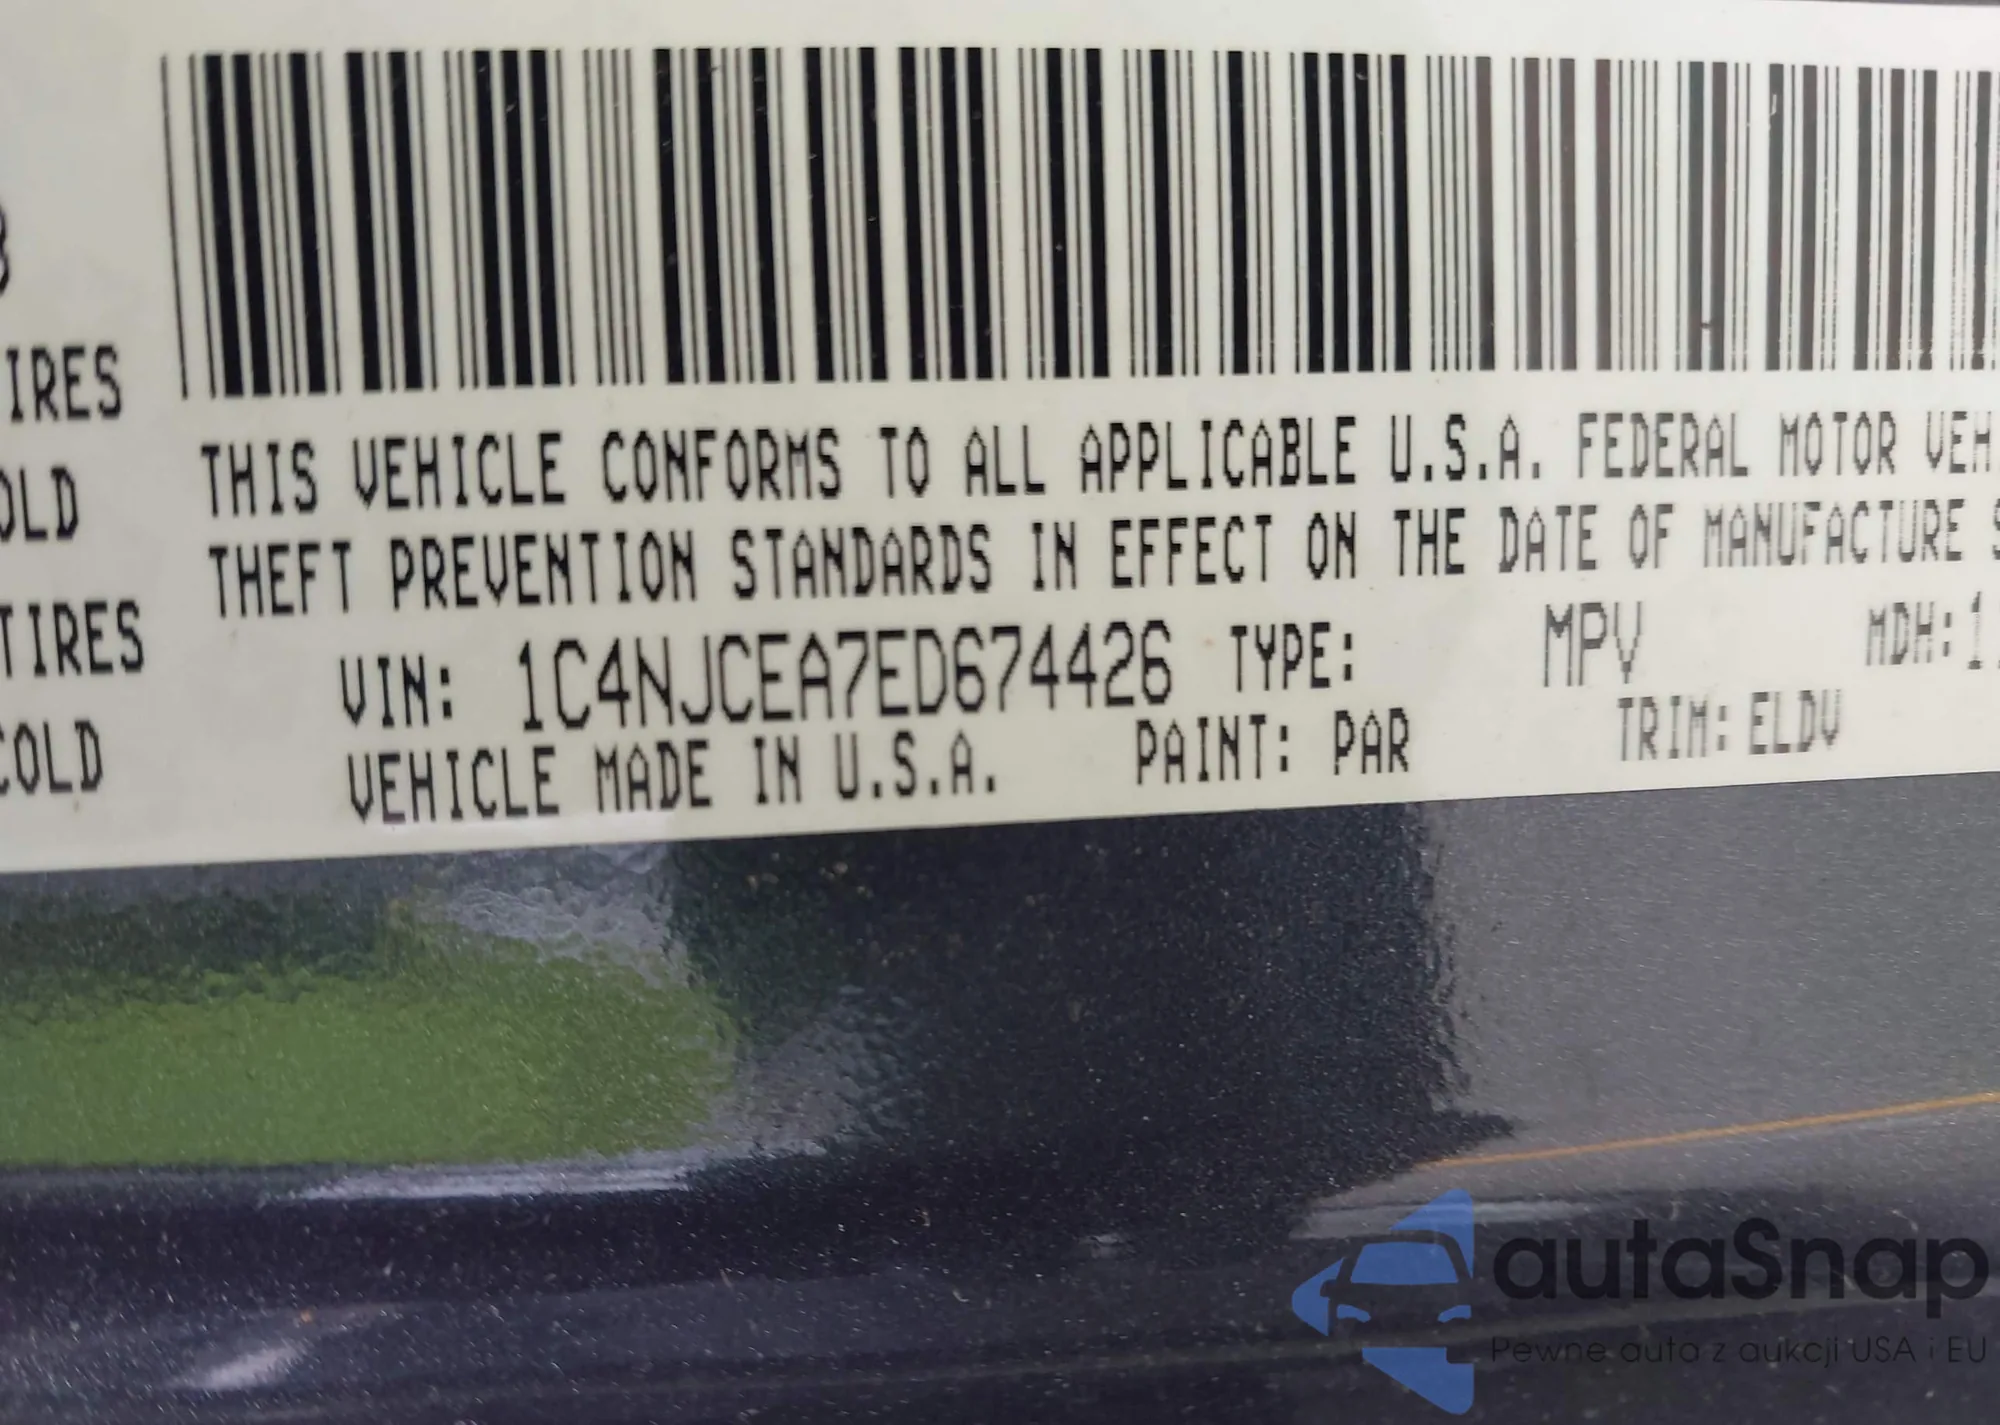 IRES
OLD
TIRES
COLD
THIS VEHICLE CONFORMS TO ALL APPLICABLE U.S.A. FEDERAL MOTOR VEH
THEFT PREVENTION STANDARDS IN EFFECT ON THE DATE OF MANUFACTURE S
VIN: 1C4NJCEA7ED674426 TYPE: MPV MDH:1
VEHICLE MADE IN U.S.A. PAINT: PAR TRIM: ELDV
autaSnap
Pewne auta z aukcji USA i EU